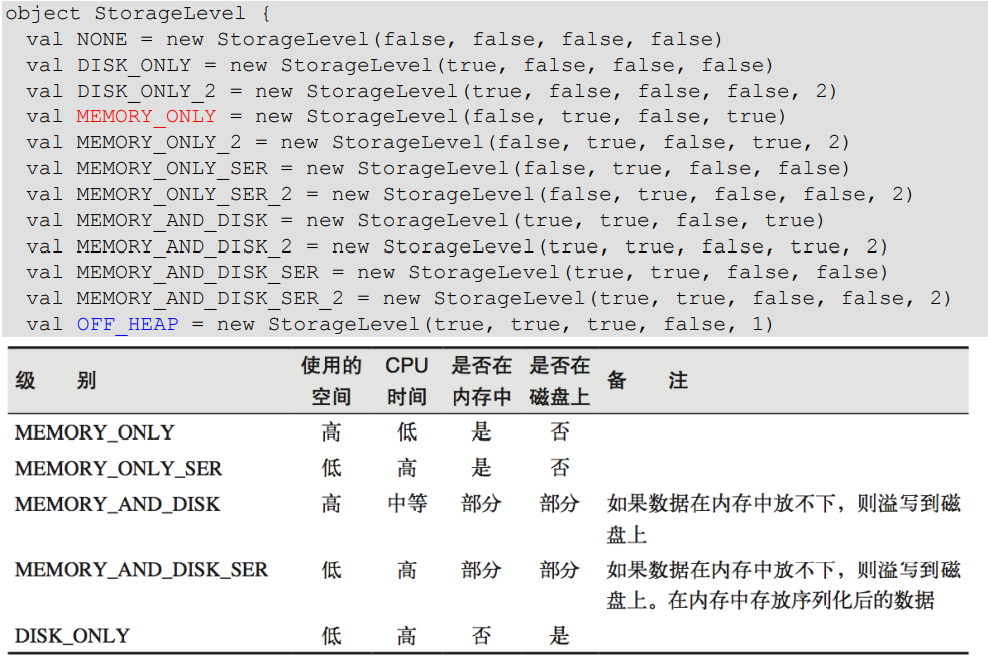 object StorageLevel {
val NONE = new StorageLevel(false, false, false, false)
val DISK_ONLY = new StorageLevel(true, false, false, false)
val DISK_ONLY_2 = new StorageLevel(true, false, false, false, 2)
val MEMORY_ONLY = new StorageLevel(false, true, false, true)
val MEMORY_ONLY_2 = new StorageLevel(false, true, false, true, 2)
val MEMORY_ONLY_SER = new StorageLevel(false, true, false, false)
val MEMORY_ONLY_SER_2 = new StorageLevel(false, true, false, false, 2)
val MEMORY_AND_DISK = new StorageLevel(true, true, false, true)
val MEMORY_AND_DISK_2 = new StorageLevel(true, true, false, true, 2)
val MEMORY_AND_DISK_SER = new StorageLevel(true, true, false, false)
val MEMORY_AND_DISK_SER_2 = new StorageLevel(true, true, false, false, 2)
val OFF_HEAP = new StorageLevel(true, true, true, false, 1)
级 别 使用的 CPU 是否在 是否在 备 注
空间 时间 内存中 磁盘上
MEMORY_ONLY 高 低 是 否
MEMORY_ONLY_SER 低 高 是 否
MEMORY_AND_DISK 高 中等 部分 部分 如果数据在内存中放不下，则溢写到磁
盘上
MEMORY_AND_DISK_SER 低 高 部分 部分 如果数据在内存中放不下，则溢写到磁
盘上。在内存中存放序列化后的数据
DISK_ONLY 低 高 否 是